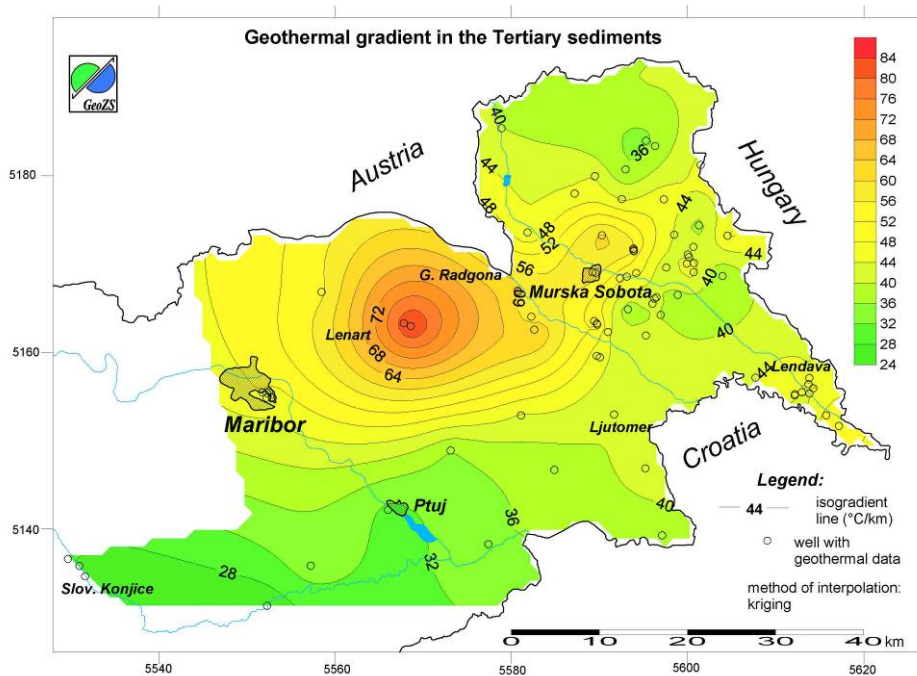 Geothermal gradient in the Tertiary sediments
GeoZS
Austria
Hungary
Croatia
G. Radgona
Murska Sobota
Lenart
Maribor
Ljutomer
Lendava
Ptuj
Slov. Konjice
40
44
48
36
44
48
52
56
60
44
40
40
44
72
68
64
40
36
32
28
84
80
76
72
68
64
60
56
52
48
44
40
36
32
28
24
5180
5160
5140
5540
5560
5580
5600
5620
Legend:
44
isogradient
line (°C/km)
well with
geothermal data
method of interpolation:
kriging
0 10 20 30 40 km